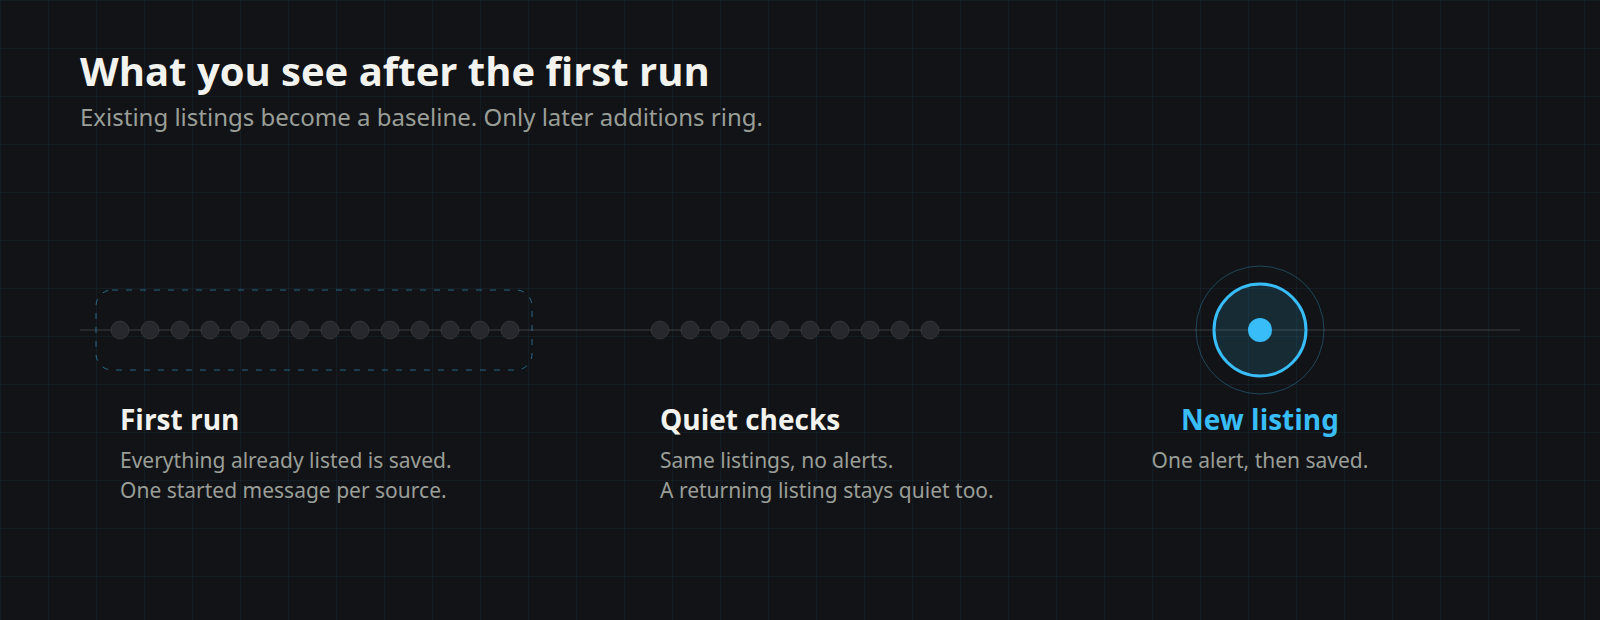 What you see after the first run
Existing listings become a baseline. Only later additions ring.
First run
Everything already listed is saved.
One started message per source.
Quiet checks
Same listings, no alerts.
A returning listing stays quiet too.
New listing
One alert, then saved.